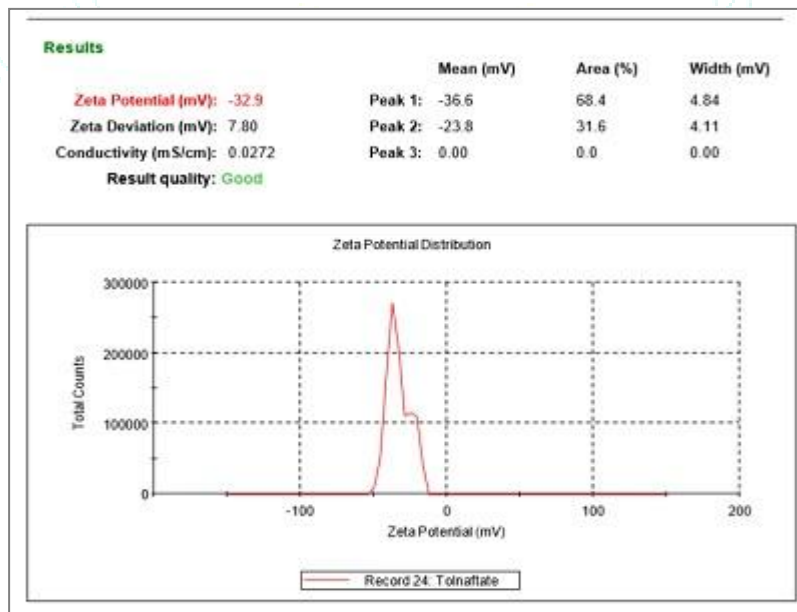 Results
Mean (mV) Area (%) Width (mV)
Zeta Potential (mV): -32.9 Peak 1: -36.6 68.4 4.84
Zeta Deviation (mV): 7.80 Peak 2: -23.8 31.6 4.11
Conductivity (mS/cm): 0.0272 Peak 3: 0.00 0.0 0.00
Result quality: Good
Zeta Potential Distribution
300000
200000
Total Counts
100000
0
-100 0 100 200
Zeta Potential (mV)
Record 24: Tolnaftate